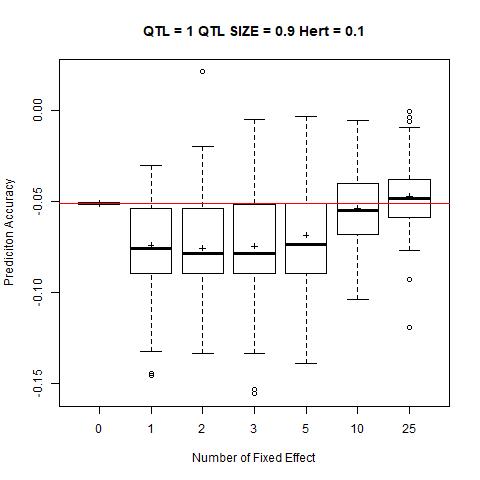 QTL = 1 QTL SIZE = 0.9 Hert = 0.1
Prediciton Accuracy
0.00
-0.05
-0.10
-0.15
0 1 2 3 5 10 25
Number of Fixed Effect